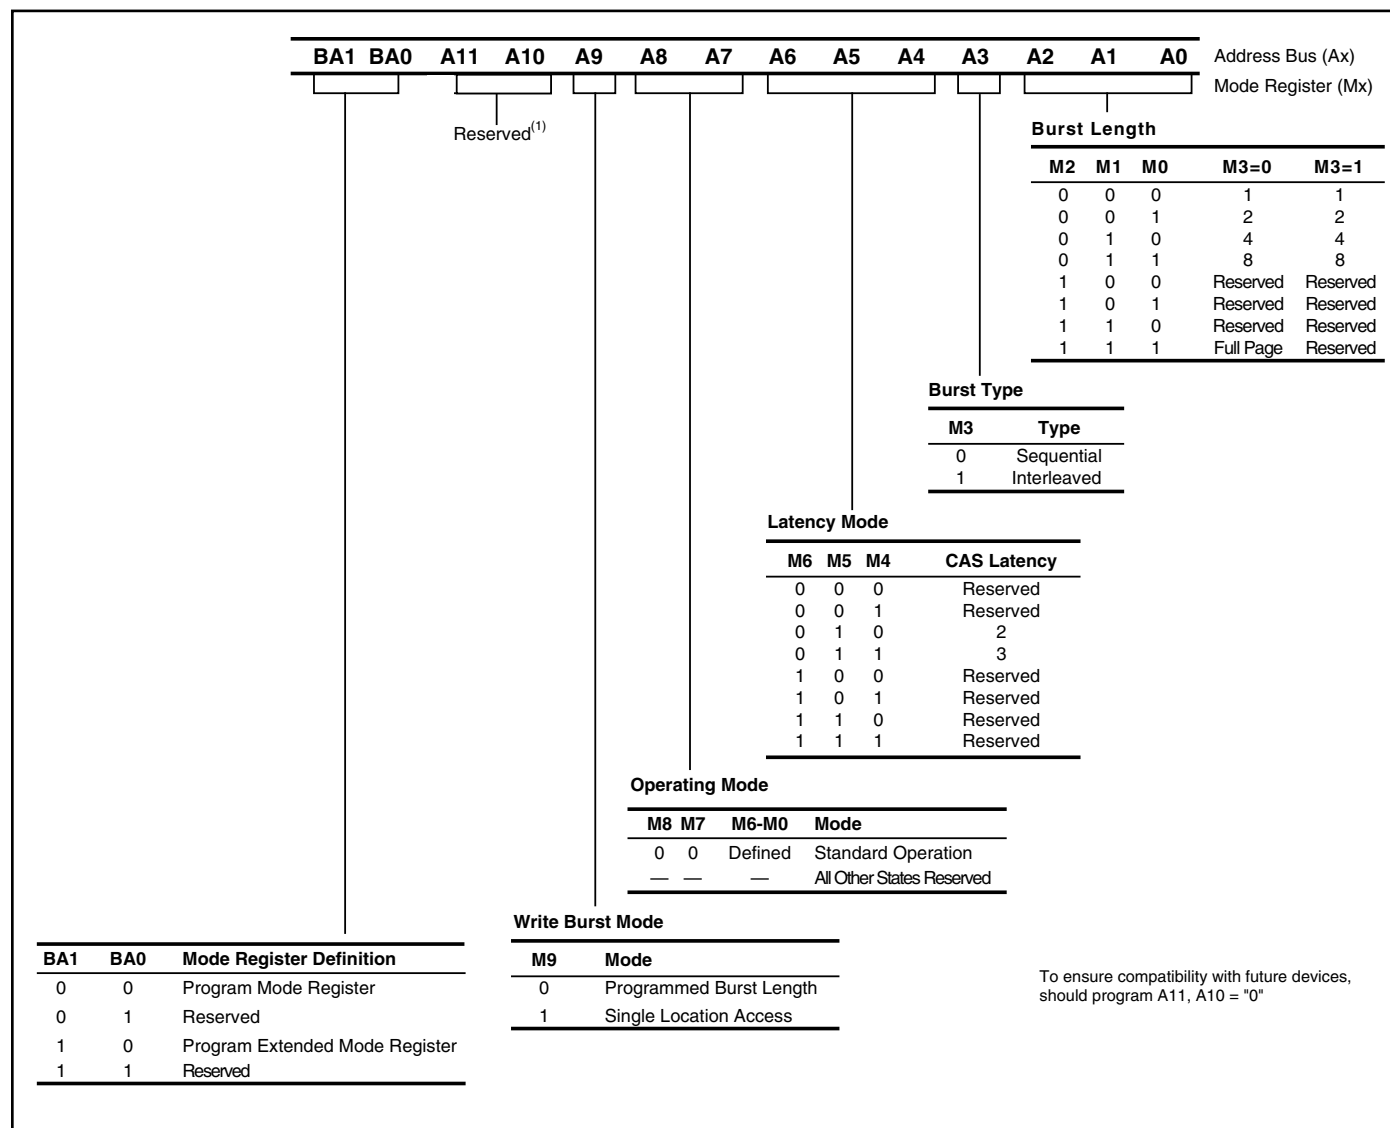 BA1 BA0 A11 A10 A9 A8 A7 A6 A5 A4 A3 A2 A1 A0 Address Bus (Ax)
Mode Register (Mx)
Reserved(1)
Burst Length
M2 M1 M0 M3=0 M3=1
0 0 0 1 1
0 0 1 2 2
0 1 0 4 4
0 1 1 8 8
1 0 0 Reserved Reserved
1 0 1 Reserved Reserved
1 1 0 Reserved Reserved
1 1 1 Full Page Reserved
Burst Type
M3 Type
0 Sequential
1 Interleaved
Latency Mode
M6 M5 M4 CAS Latency
0 0 0 Reserved
0 0 1 Reserved
0 1 0 2
0 1 1 3
1 0 0 Reserved
1 0 1 Reserved
1 1 0 Reserved
1 1 1 Reserved
Operating Mode
M8 M7 M6-M0 Mode
0 0 Defined Standard Operation
— — — All Other States Reserved
Write Burst Mode
M9 Mode
0 Programmed Burst Length
1 Single Location Access
BA1 BA0 Mode Register Definition
0 0 Program Mode Register
0 1 Reserved
1 0 Program Extended Mode Register
1 1 Reserved
To ensure compatibility with future devices,
should program A11, A10 = "0"